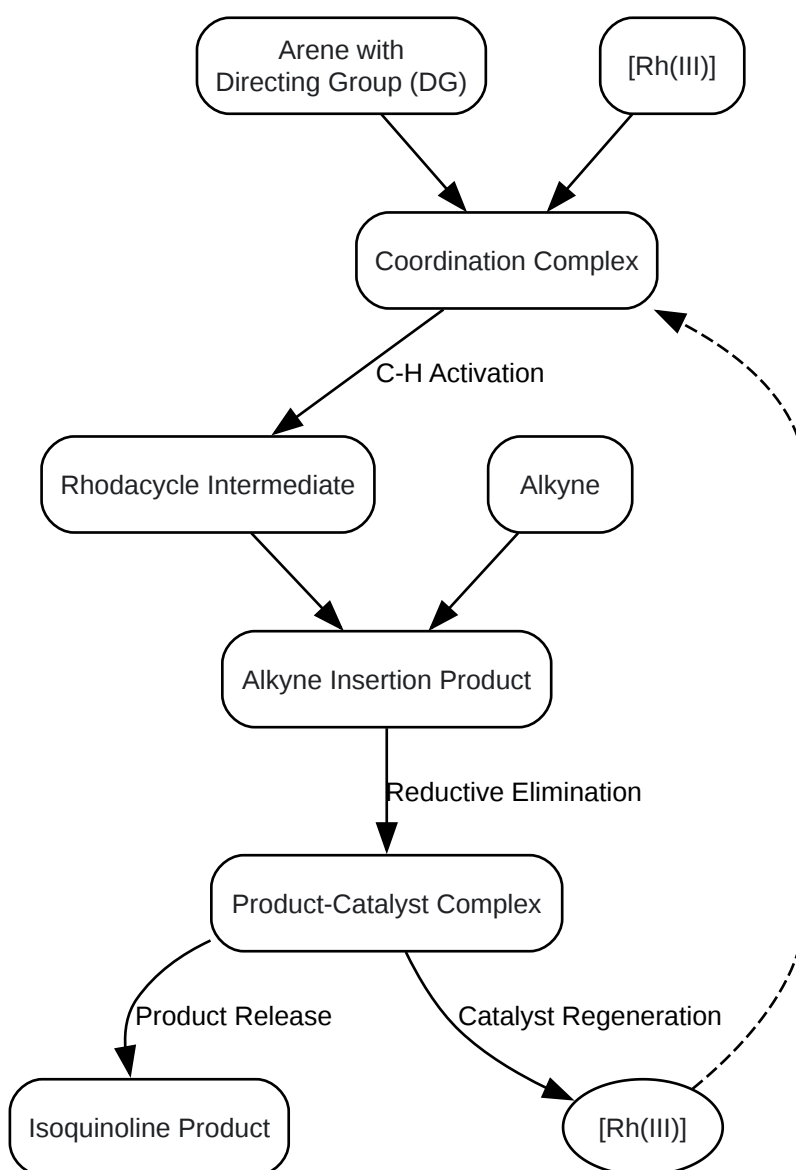 Arene with
Directing Group (DG)
[Rh(III)]
Coordination Complex
C-H Activation
Rhodacycle Intermediate
Alkyne
Alkyne Insertion Product
Reductive Elimination
Product-Catalyst Complex
Product Release
Catalyst Regeneration
Isoquinoline Product
[Rh(III)]